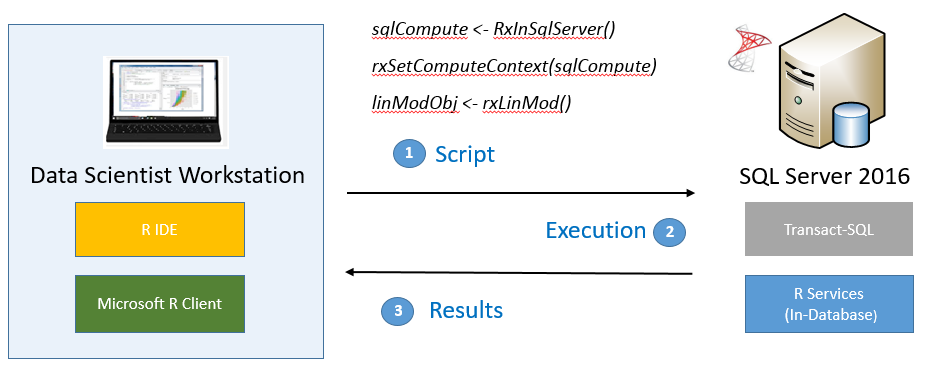 sqlCompute <- RxInSqlServer()
rxSetComputeContext(sqlCompute)
linModObj <- rxLinMod()
1 Script
Data Scientist Workstation
SQL Server 2016
R IDE
Execution 2
Transact-SQL
Microsoft R Client
3 Results
R Services
(In-Database)